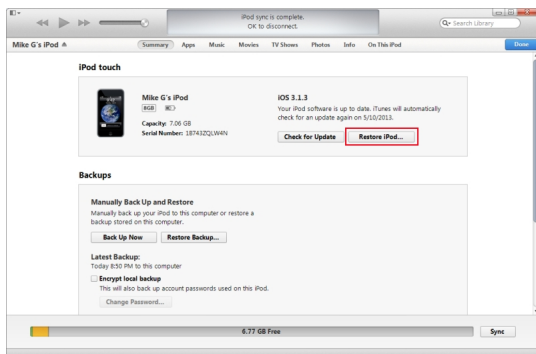 iPod sync is complete.
OK to disconnect.
Search Library
Mike G's iPod
Summary Apps Music Movies TV Shows Photos Info On This iPod
Done
iPod touch
Mike G's iPod
8GB
Capacity: 7.06 GB
Serial Number: 18743ZQLW4N
iOS 3.1.3
Your iPod software is up to date. iTunes will automatically
check for an update again on 5/10/2013.
Check for Update Restore iPod...
Backups
Manually Back Up and Restore
Manually back up your iPod to this computer or restore a
backup stored on this computer.
Back Up Now Restore Backup...
Latest Backup:
Today 8:50 PM to this computer
Encrypt local backup
This will also back up account passwords used on this iPod.
Change Password...
6.77 GB Free
Sync